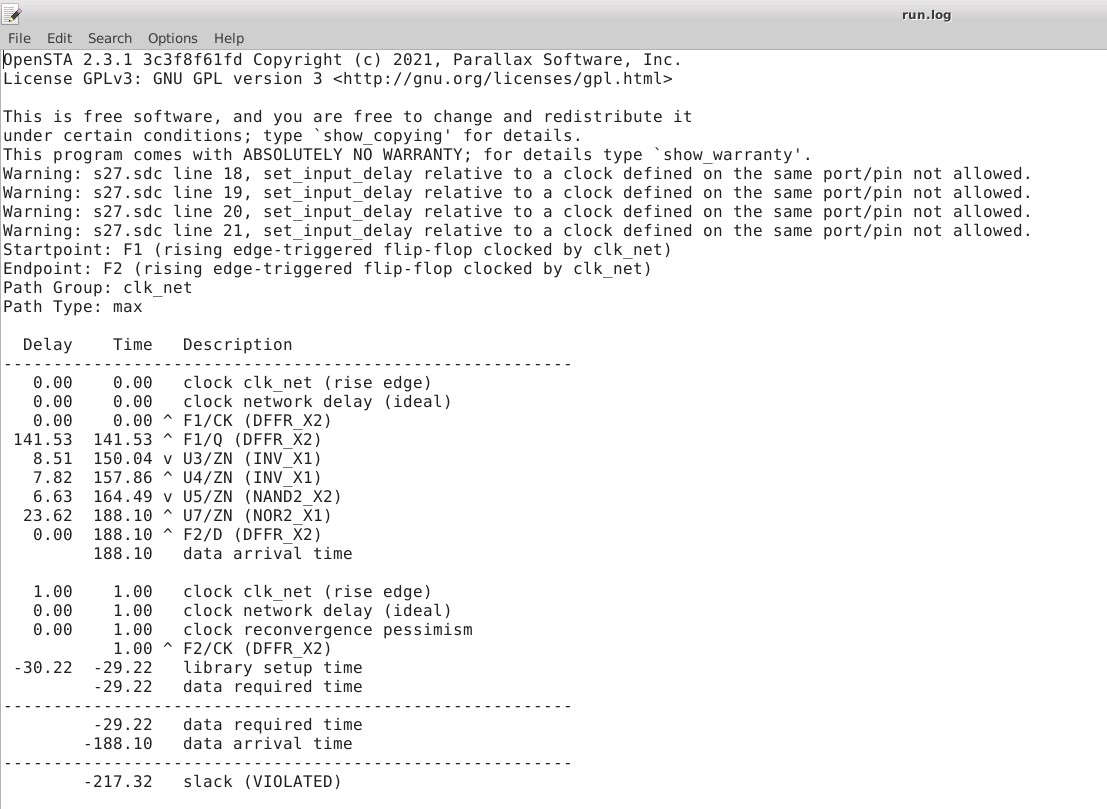 run.log
File Edit Search Options Help
OpenSTA 2.3.1 3c3f8f61fd Copyright (c) 2021, Parallax Software, Inc.
License GPLv3: GNU GPL version 3 <http://gnu.org/licenses/gpl.html>

This is free software, and you are free to change and redistribute it
under certain conditions; type `show_copying' for details.
This program comes with ABSOLUTELY NO WARRANTY; for details type `show_warranty'.
Warning: s27.sdc line 18, set_input_delay relative to a clock defined on the same port/pin not allowed.
Warning: s27.sdc line 19, set_input_delay relative to a clock defined on the same port/pin not allowed.
Warning: s27.sdc line 20, set_input_delay relative to a clock defined on the same port/pin not allowed.
Warning: s27.sdc line 21, set_input_delay relative to a clock defined on the same port/pin not allowed.
Startpoint: F1 (rising edge-triggered flip-flop clocked by clk_net)
Endpoint: F2 (rising edge-triggered flip-flop clocked by clk_net)
Path Group: clk_net
Path Type: max

  Delay    Time   Description
---------------------------------------------------------
   0.00    0.00   clock clk_net (rise edge)
   0.00    0.00   clock network delay (ideal)
   0.00    0.00 ^ F1/CK (DFFR_X2)
 141.53  141.53 ^ F1/Q (DFFR_X2)
   8.51  150.04 v U3/ZN (INV_X1)
   7.82  157.86 ^ U4/ZN (INV_X1)
   6.63  164.49 v U5/ZN (NAND2_X2)
  23.62  188.10 ^ U7/ZN (NOR2_X1)
   0.00  188.10 ^ F2/D (DFFR_X2)
         188.10   data arrival time

   1.00    1.00   clock clk_net (rise edge)
   0.00    1.00   clock network delay (ideal)
   0.00    1.00   clock reconvergence pessimism
           1.00 ^ F2/CK (DFFR_X2)
 -30.22  -29.22   library setup time
         -29.22   data required time
---------------------------------------------------------
         -29.22   data required time
        -188.10   data arrival time
---------------------------------------------------------
        -217.32   slack (VIOLATED)